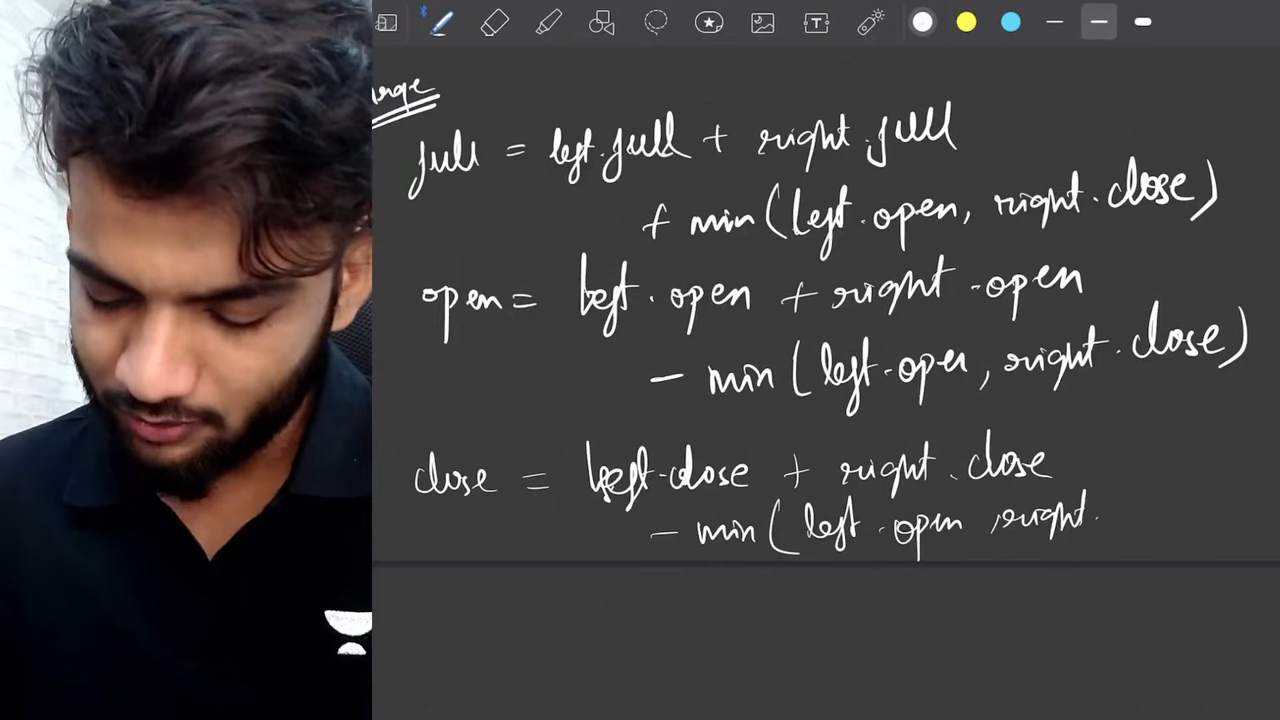 full = left.full + right.full
+ min(left.open, right.close)
open = left.open + right.open
- min(left.open, right.close)
close = left.close + right.close
- min(left.open, right.